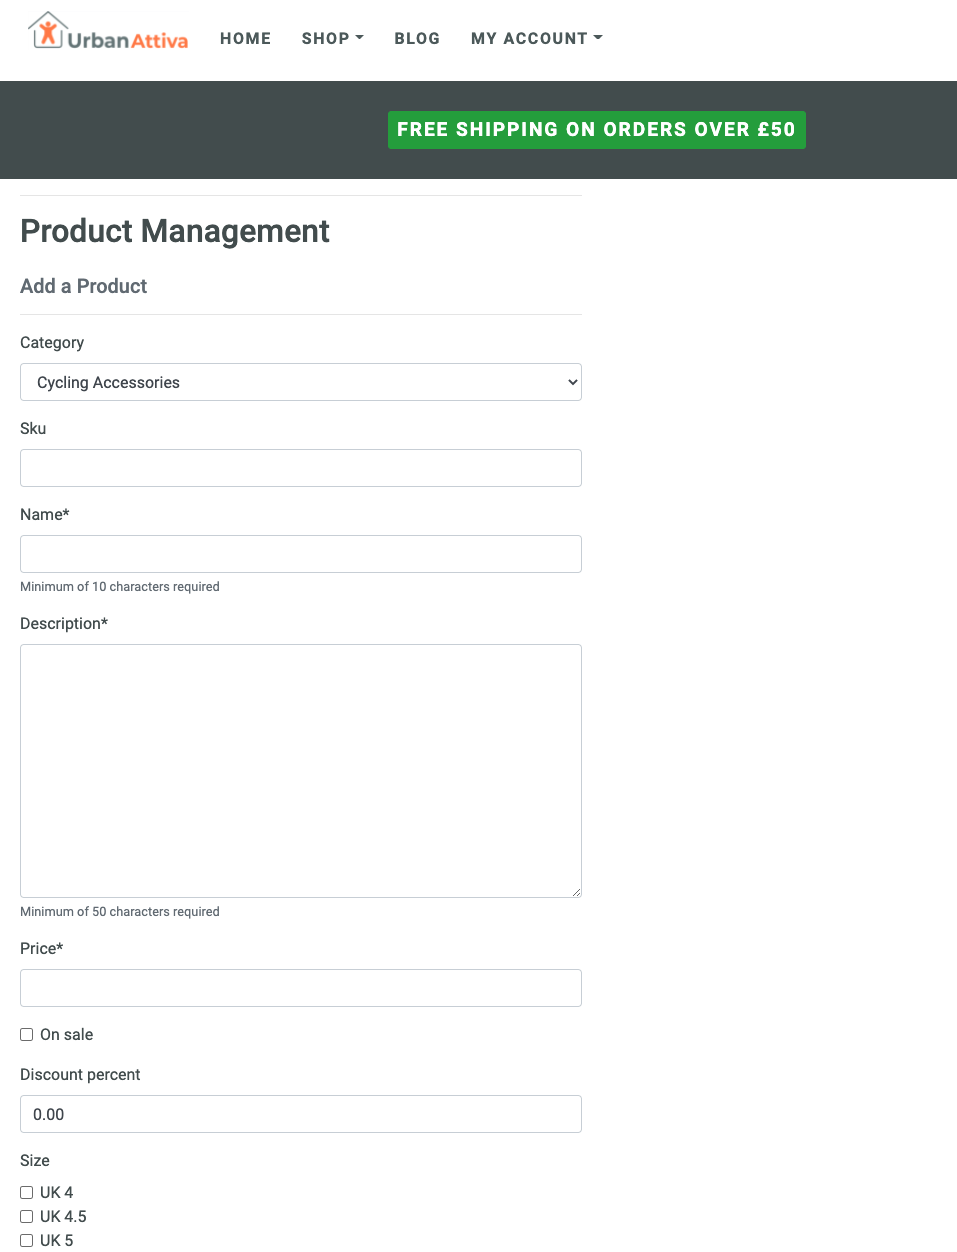 UrbanAttiva
HOME SHOP BLOG MY ACCOUNT
FREE SHIPPING ON ORDERS OVER £50
Product Management
Add a Product
Category
Cycling Accessories
Sku
Name*
Minimum of 10 characters required
Description*
Minimum of 50 characters required
Price*
On sale
Discount percent
0.00
Size
UK 4
UK 4.5
UK 5